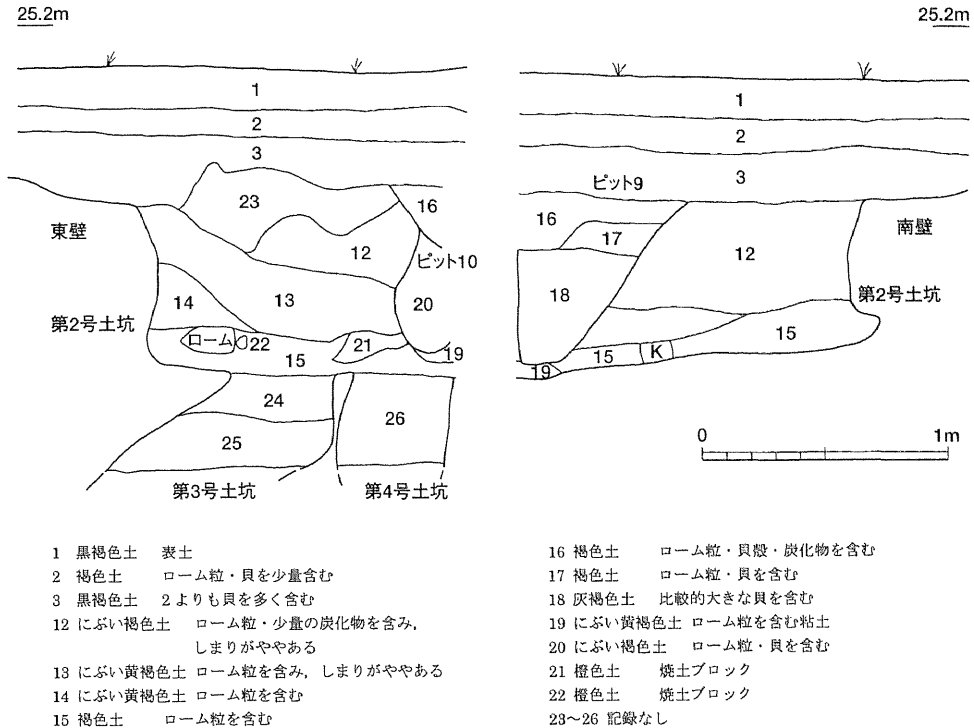 25.2m
25.2m
1
2
3
23
16
東壁
12
ピット10
13
14
20
第2号土坑
ローム
22
21
15
19
24
25
26
第3号土坑
第4号土坑
1
2
3
ピット9
16
17
12
南壁
18
第2号土坑
15
15
K
19
0
1m
1 黒褐色土 表土
2 褐色土 ローム粒・貝を少量含む
3 黒褐色土 2よりも貝を多く含む
12 にぶい褐色土 ローム粒・少量の炭化物を含み,
しまりがややある
13 にぶい黄褐色土 ローム粒を含み, しまりがややある
14 にぶい黄褐色土 ローム粒を含む
15 褐色土 ローム粒を含む
16 褐色土 ローム粒・貝殻・炭化物を含む
17 褐色土 ローム粒・貝を含む
18 灰褐色土 比較的大きな貝を含む
19 にぶい黄褐色土 ローム粒を含む粘土
20 にぶい褐色土 ローム粒・貝を含む
21 橙色土 焼土ブロック
22 橙色土 焼土ブロック
23〜26 記録なし